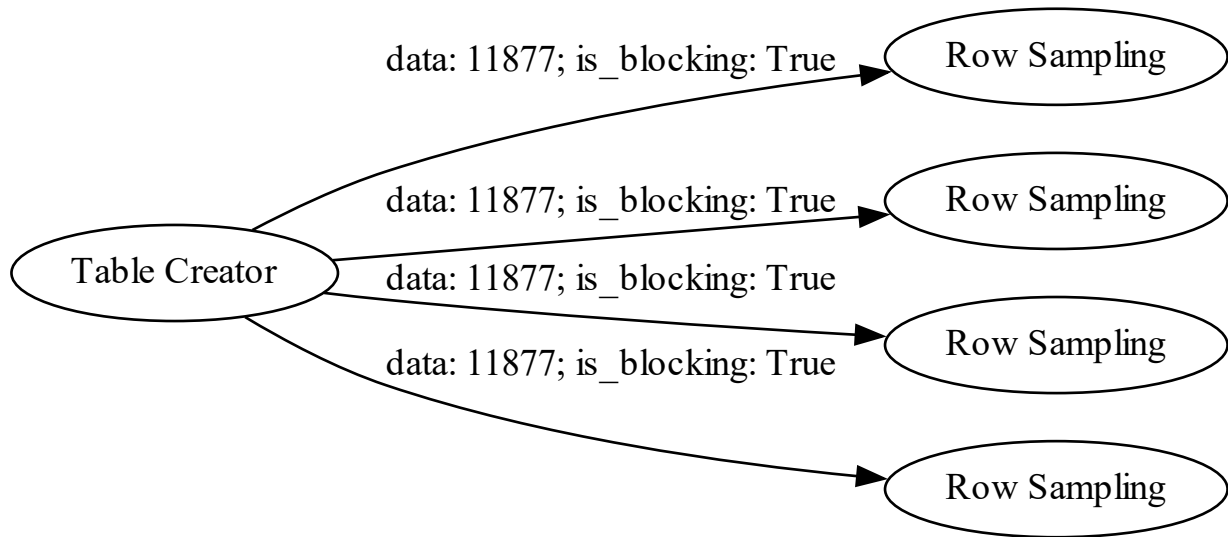 data: 11877; is_blocking: True
Row Sampling
data: 11877; is_blocking: True
Row Sampling
Table Creator
data: 11877; is_blocking: True
Row Sampling
data: 11877; is_blocking: True
Row Sampling